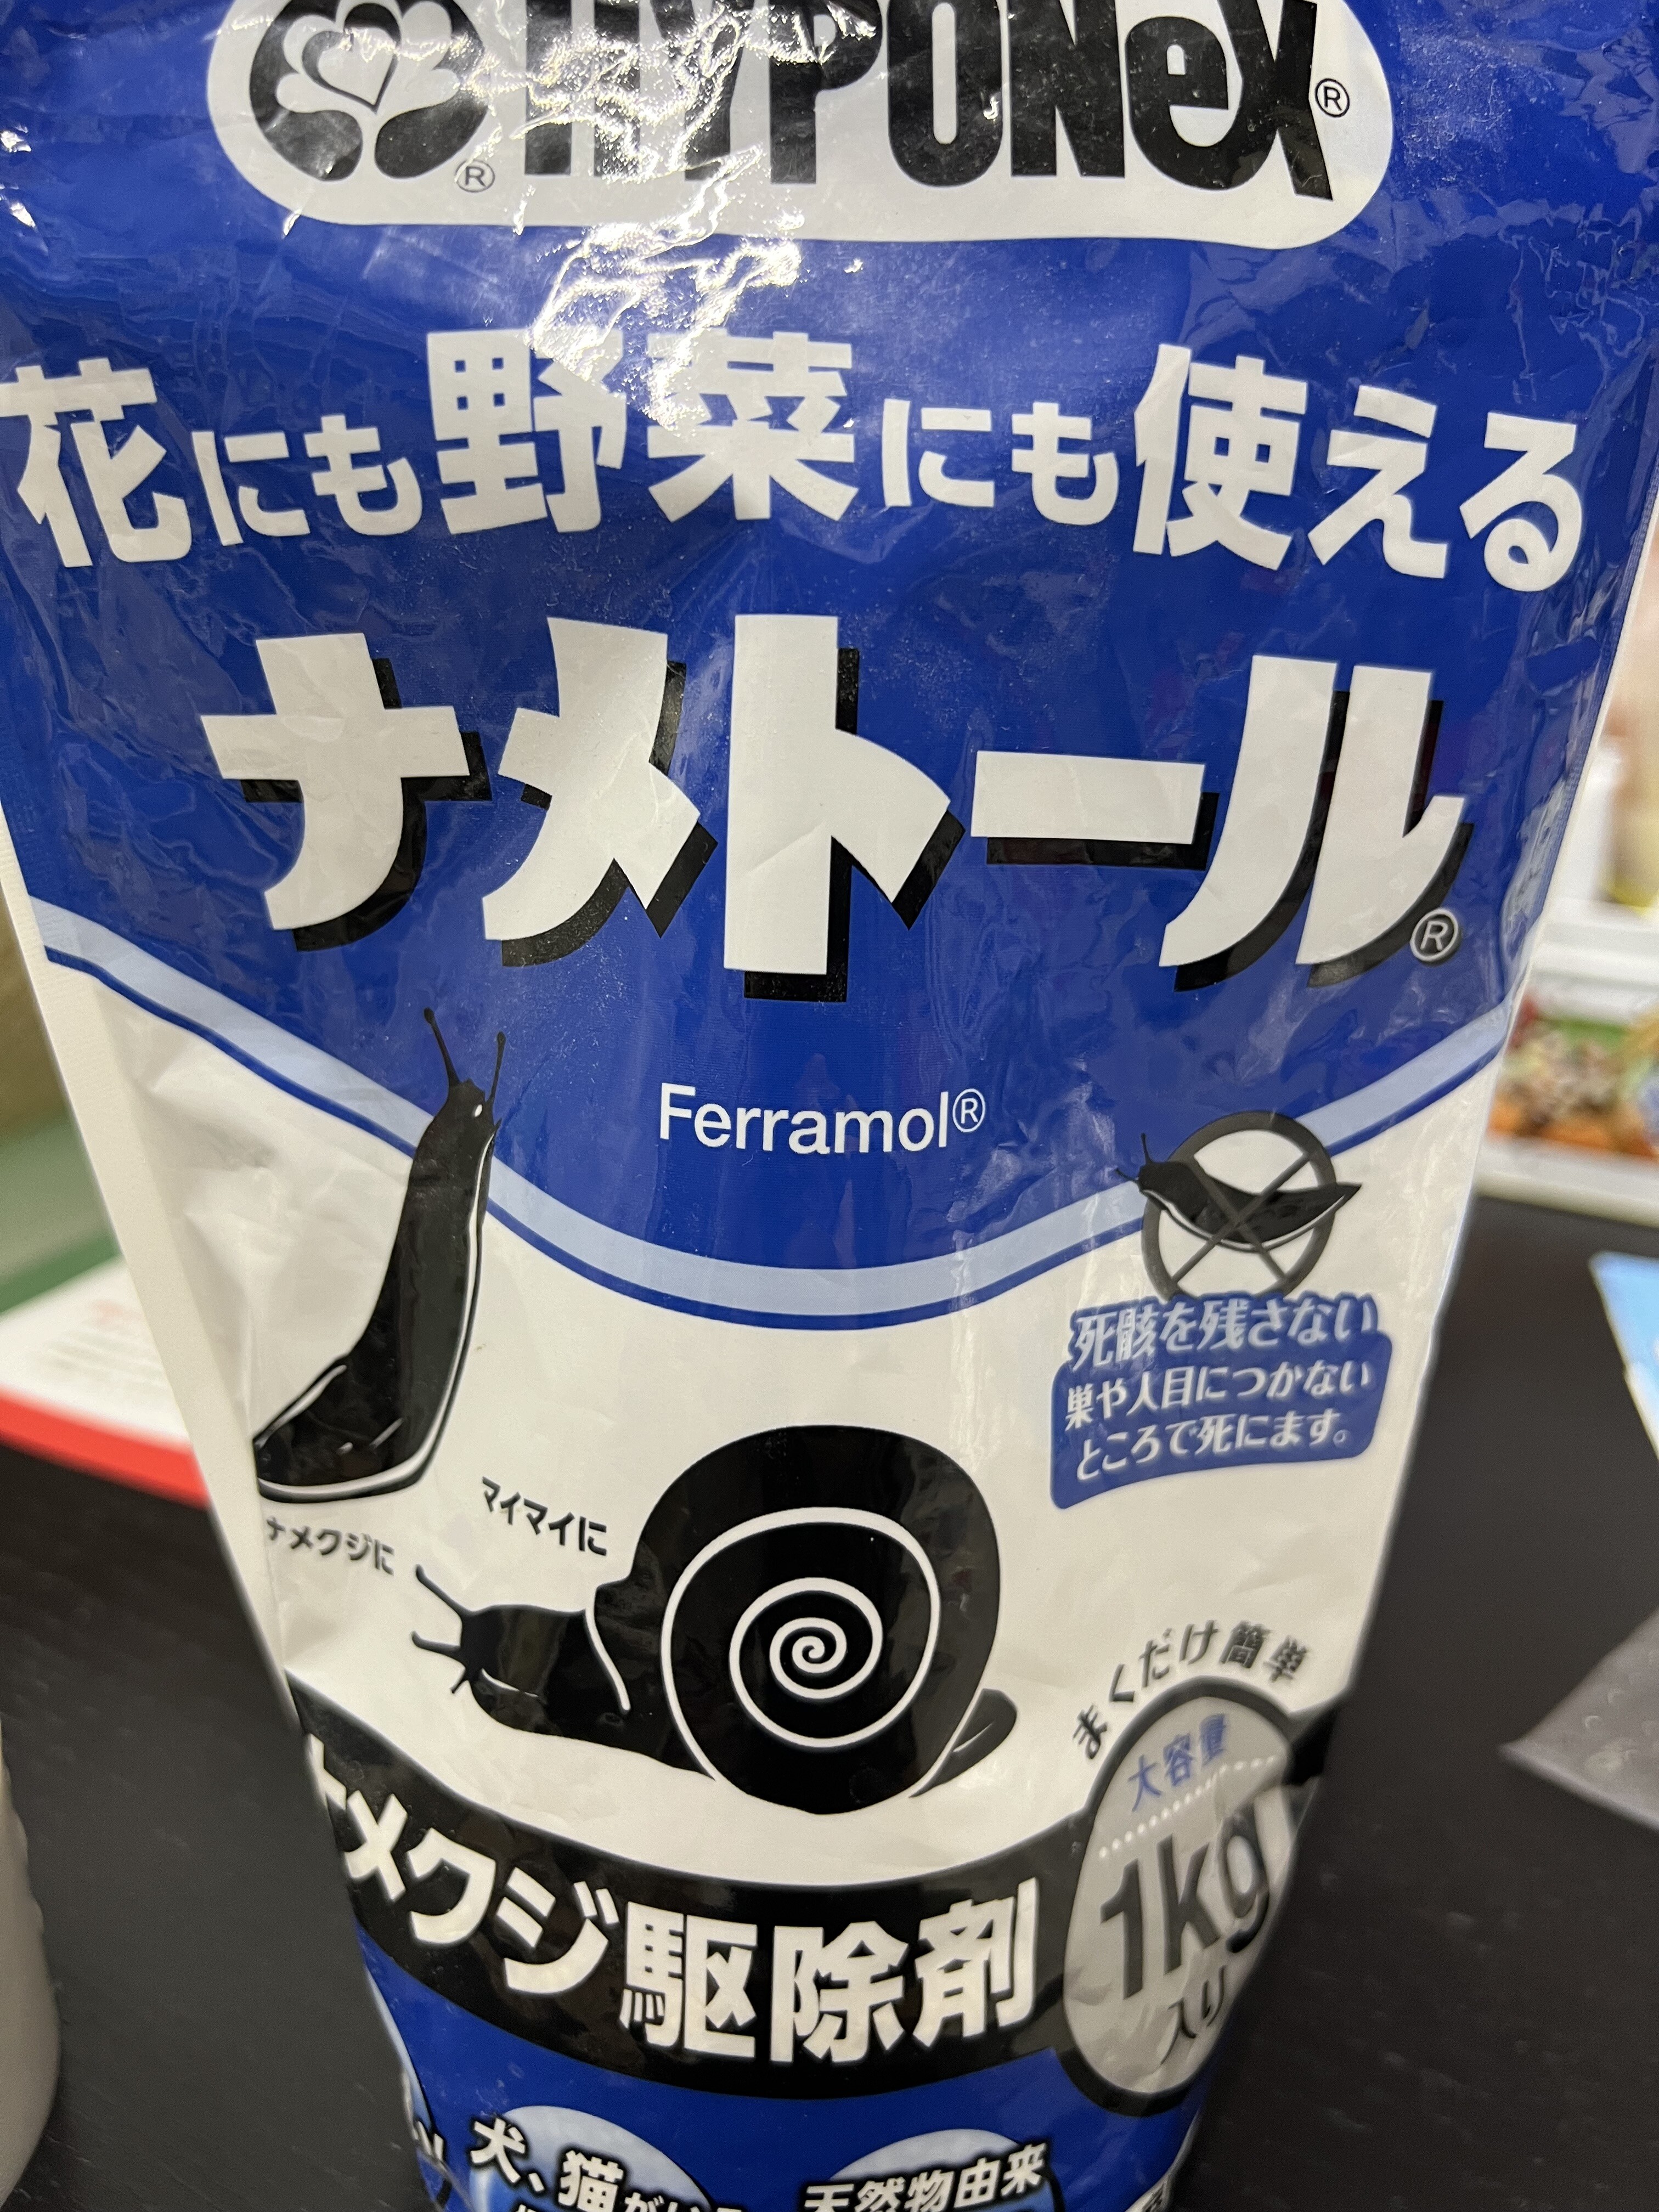 HYPONeX®
®
花にも野菜にも使える
ナメトール®
Ferramol®
死骸を残さない
巣や人目につかない
ところで死にます。
マイマイに
ナメクジに
まくだけ簡単
大容量
1kg
入り
ナメクジ駆除剤
犬、猫が
天然物由来